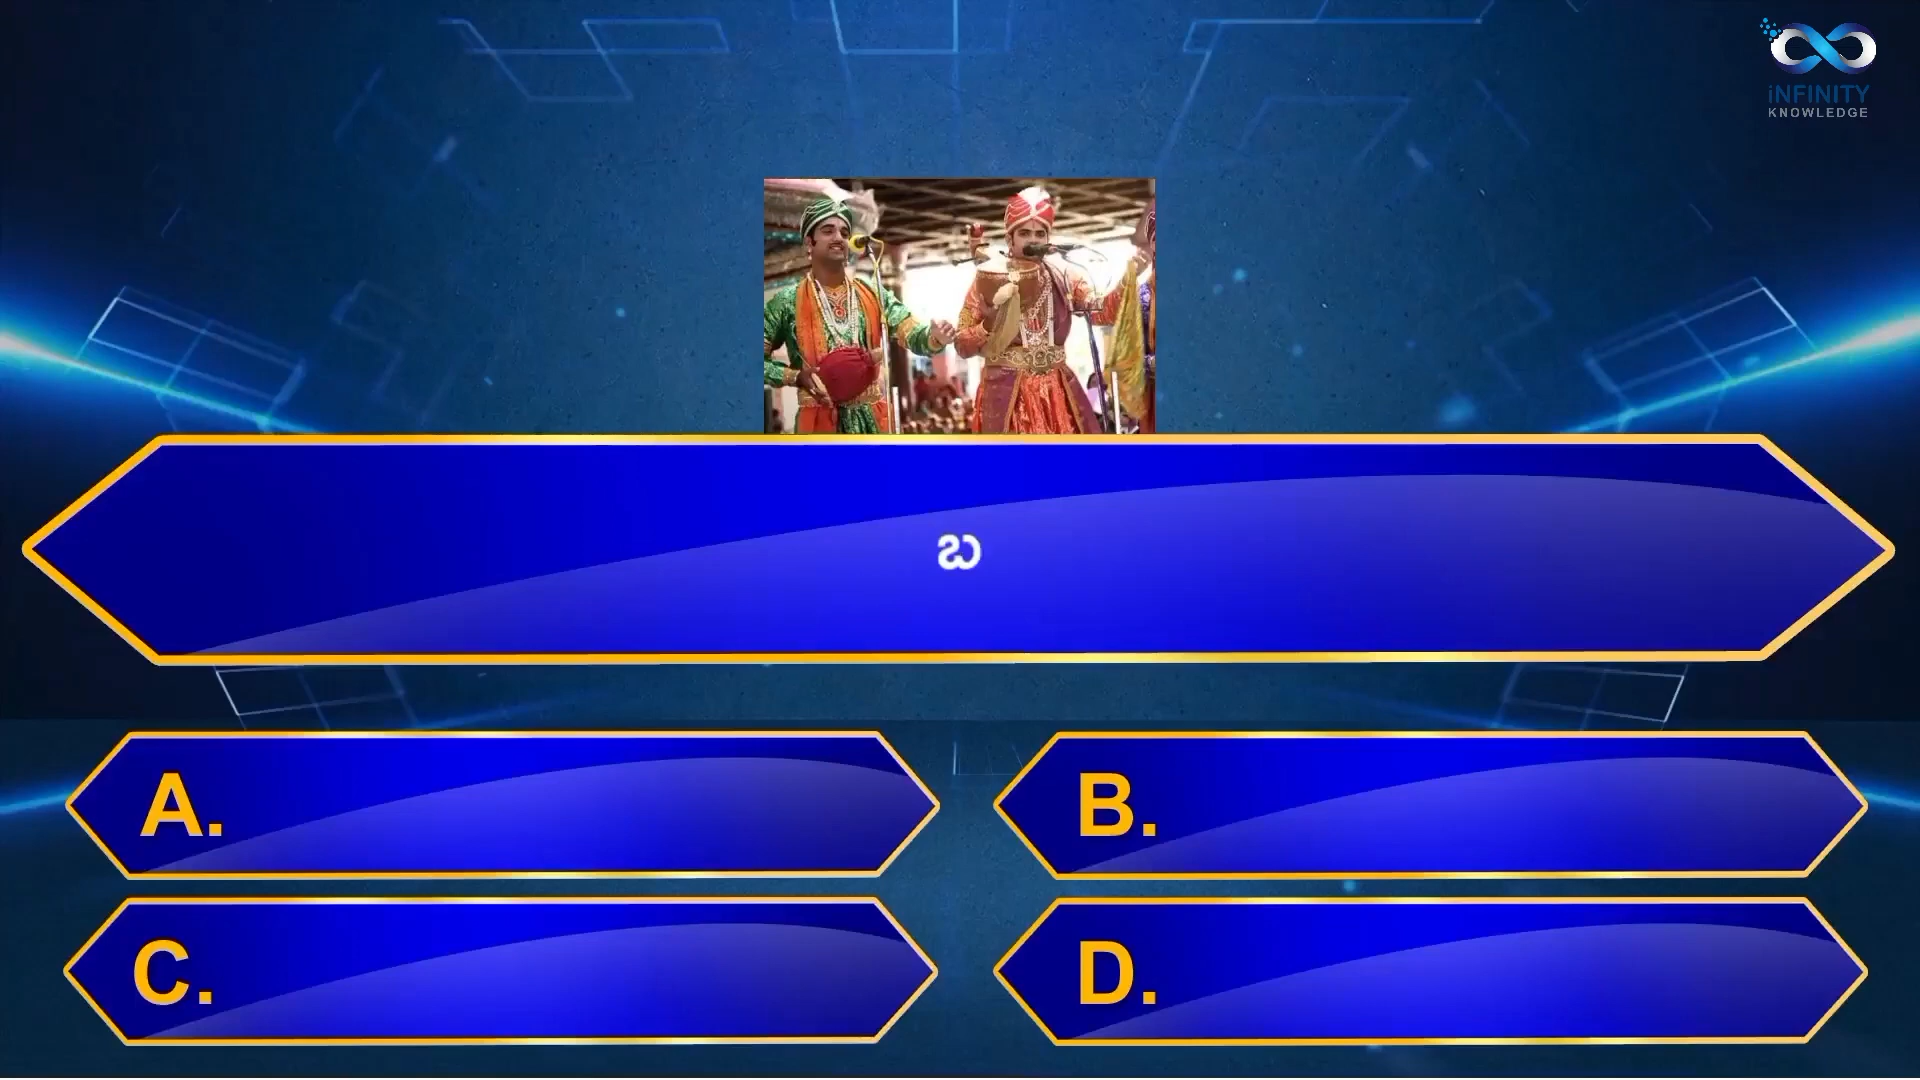 iNFINITY
KNOWLEDGE
ಬ
A.
B.
C.
D.